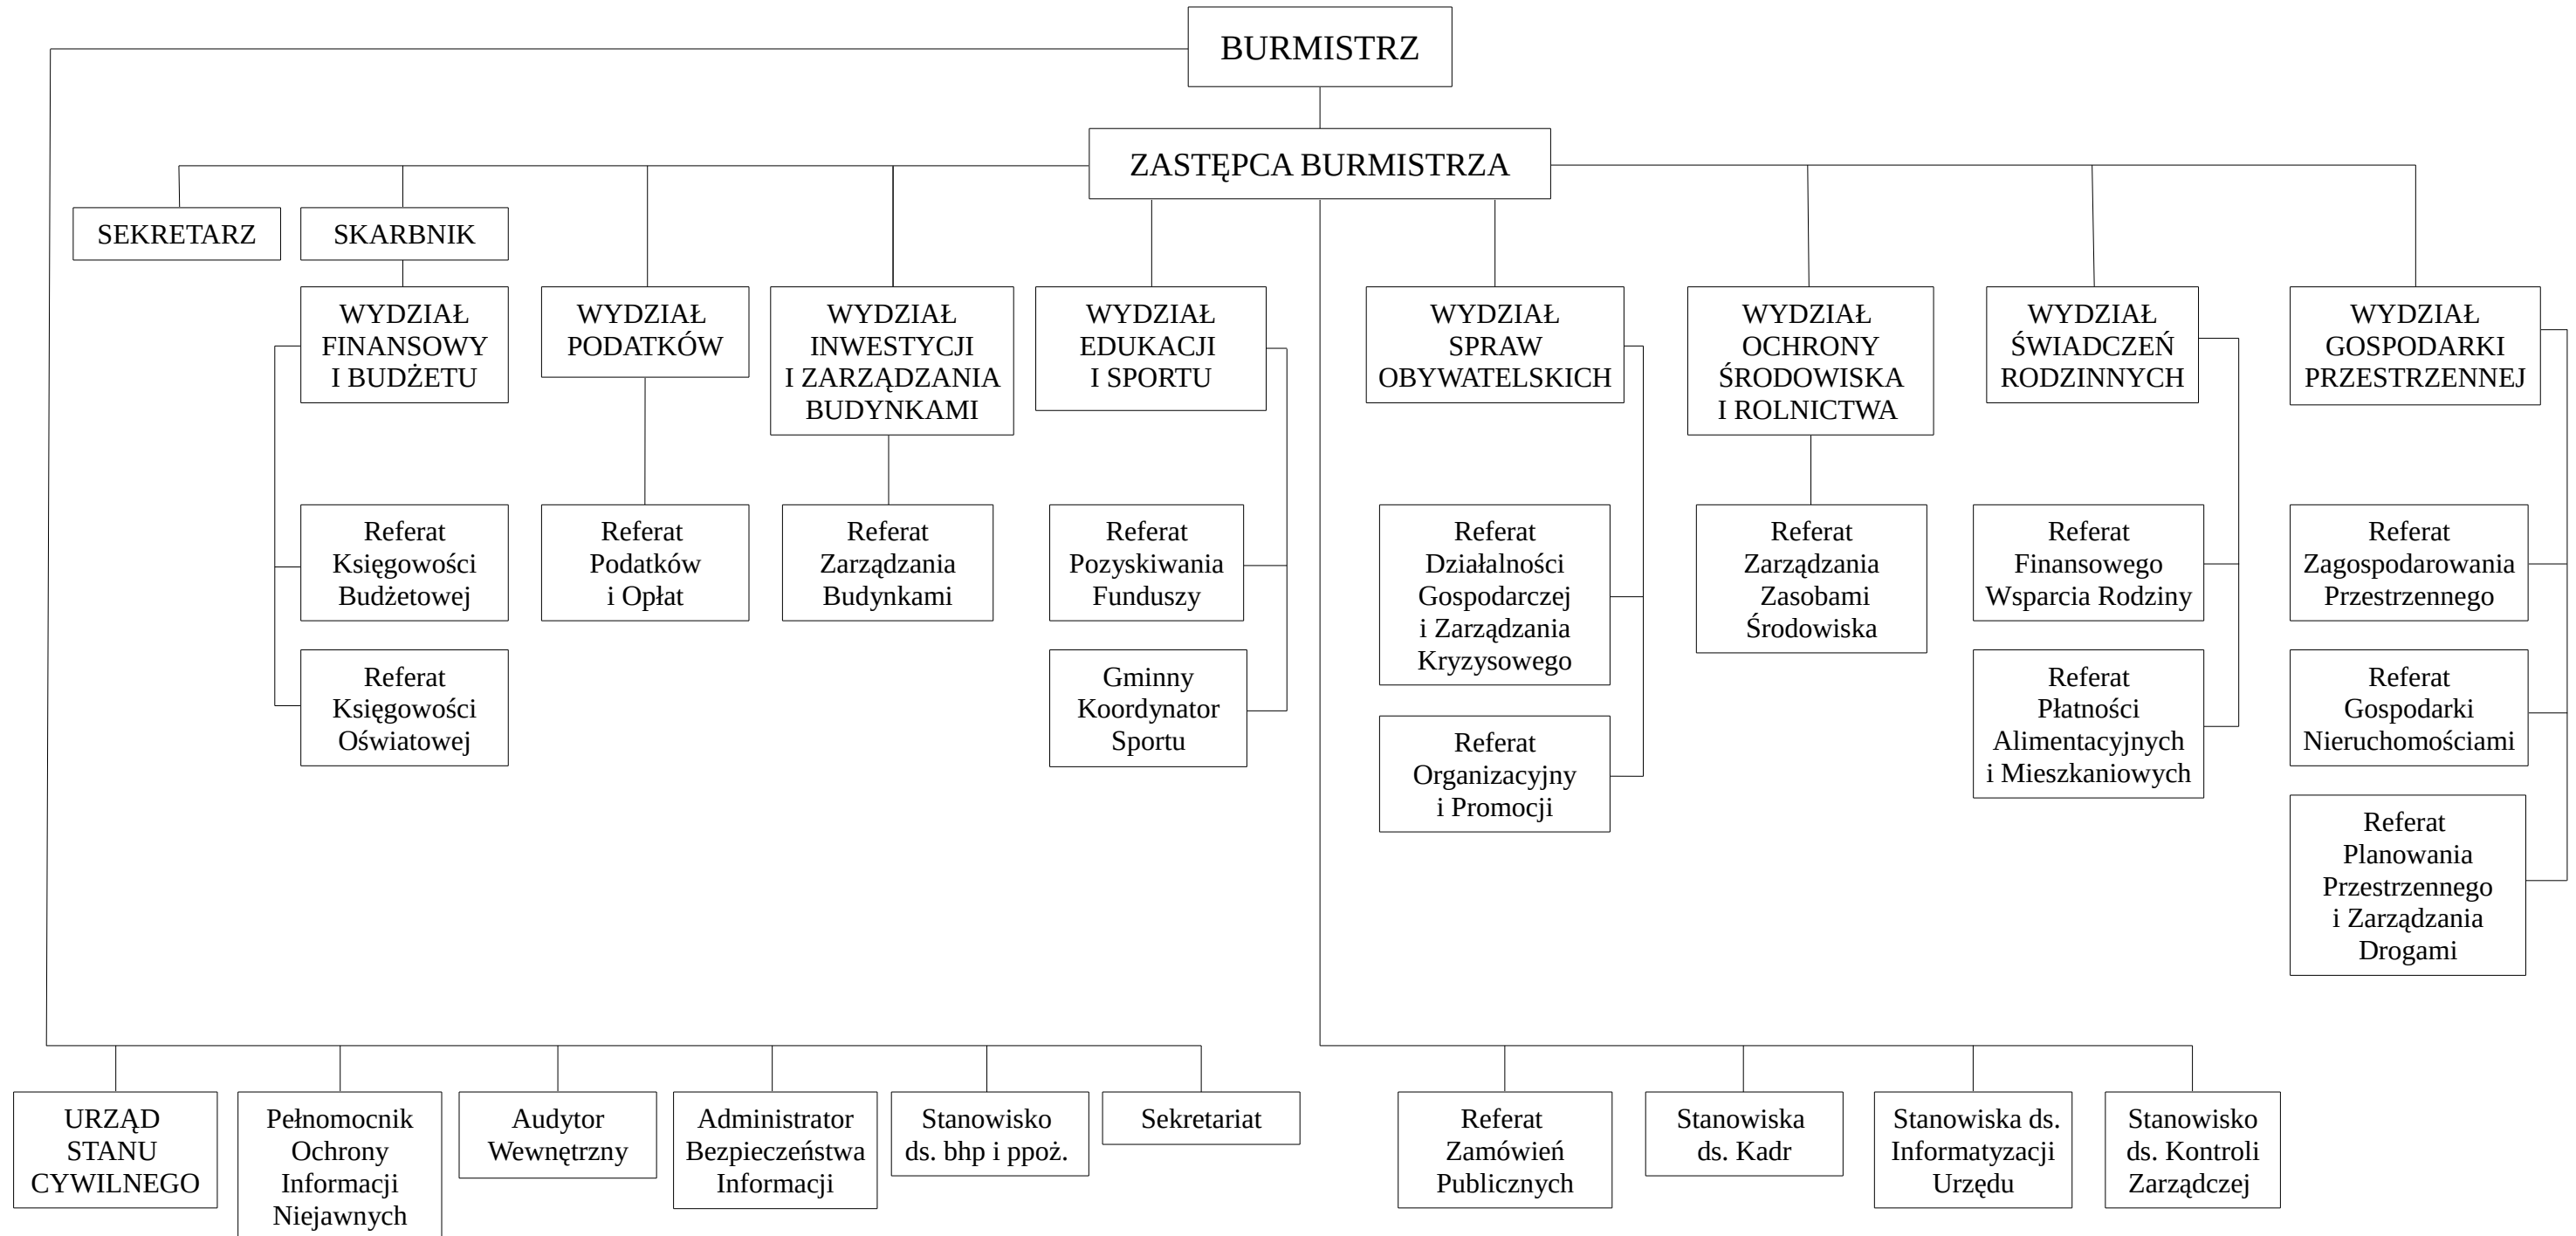 BURMISTRZ
ZASTĘPCA BURMISTRZA
SEKRETARZ
SKARBNIK
WYDZIAŁ
FINANSOWY
I BUDŻETU
WYDZIAŁ
PODATKÓW
WYDZIAŁ
INWESTYCJI
I ZARZĄDZANIA
BUDYNKAMI
WYDZIAŁ
EDUKACJI
I SPORTU
WYDZIAŁ
SPRAW
OBYWATELSKICH
WYDZIAŁ
OCHRONY
ŚRODOWISKA
I ROLNICTWA
WYDZIAŁ
ŚWIADCZEŃ
RODZINNYCH
WYDZIAŁ
GOSPODARKI
PRZESTRZENNEJ
Referat
Księgowości
Budżetowej
Referat
Podatków
i Opłat
Referat
Zarządzania
Budynkami
Referat
Pozyskiwania
Funduszy
Referat
Działalności
Gospodarczej
i Zarządzania
Kryzysowego
Referat
Zarządzania
Zasobami
Środowiska
Referat
Finansowego
Wsparcia Rodziny
Referat
Zagospodarowania
Przestrzennego
Referat
Księgowości
Oświatowej
Gminny
Koordynator
Sportu
Referat
Organizacyjny
i Promocji
Referat
Płatności
Alimentacyjnych
i Mieszkaniowych
Referat
Gospodarki
Nieruchomościami
Referat
Planowania
Przestrzennego
i Zarządzania
Drogami
URZĄD
STANU
CYWILNEGO
Pełnomocnik
Ochrony
Informacji
Niejawnych
Audytor
Wewnętrzny
Administrator
Bezpieczeństwa
Informacji
Stanowisko
ds. bhp i ppoż.
Sekretariat
Referat
Zamówień
Publicznych
Stanowiska
ds. Kadr
Stanowiska ds.
Informatyzacji
Urzędu
Stanowisko
ds. Kontroli
Zarządczej